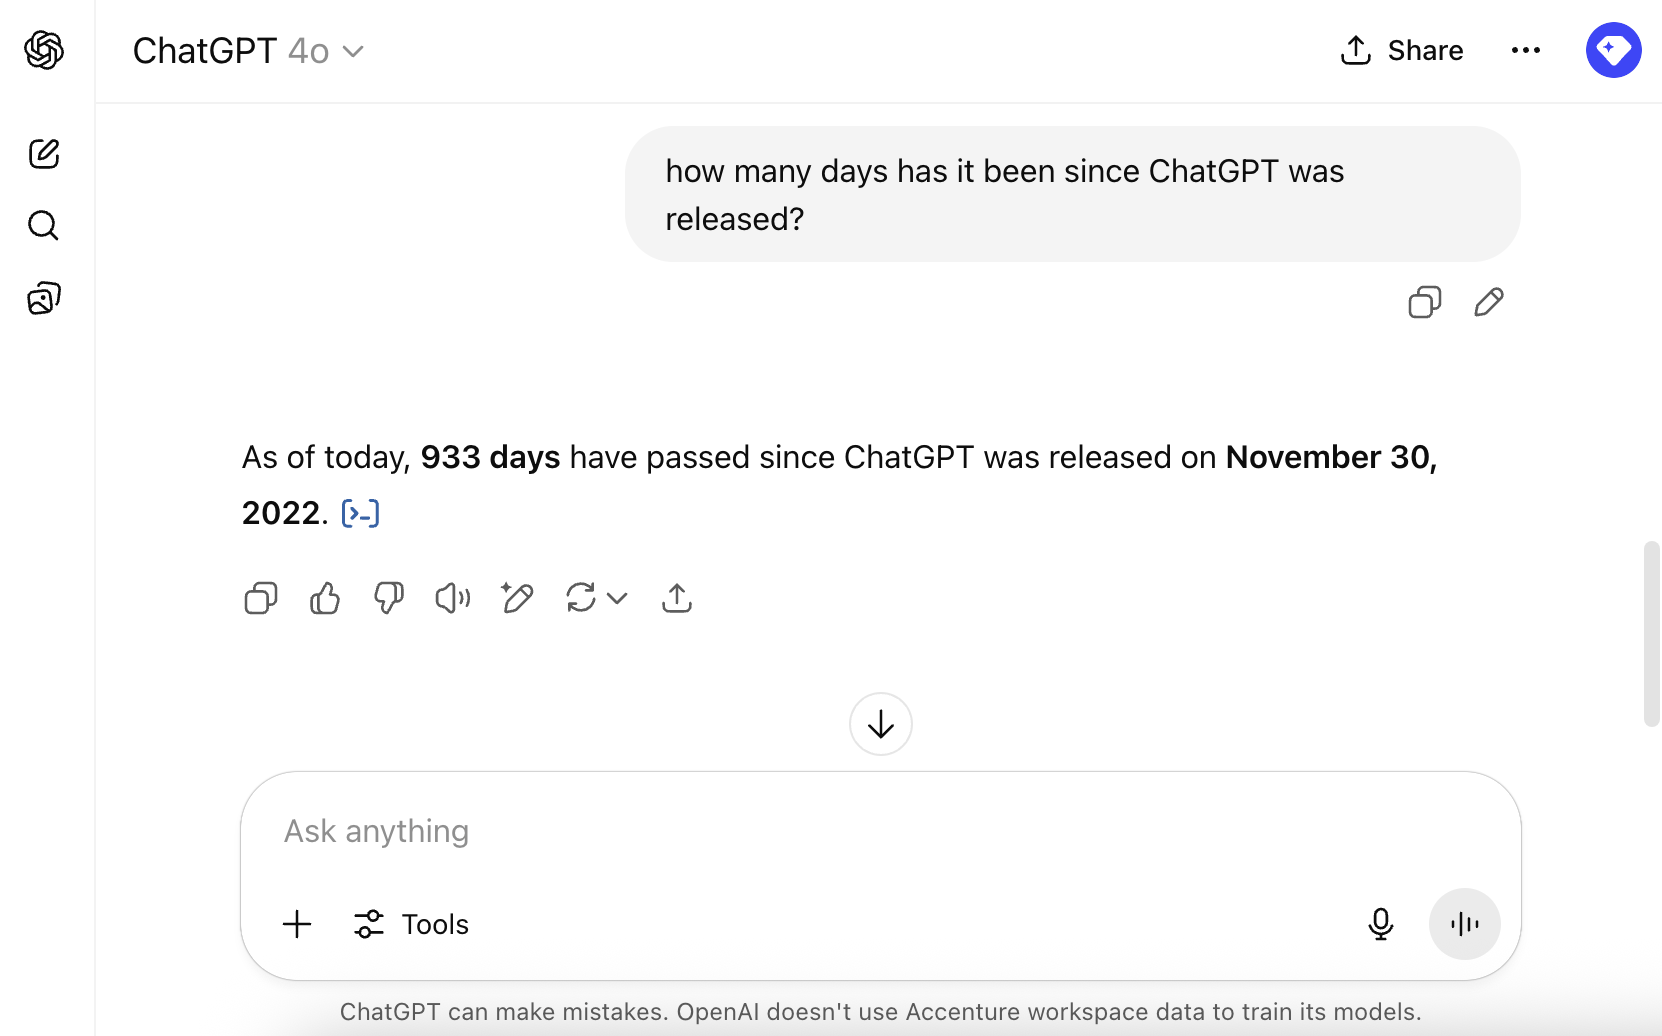 ChatGPT 4o
Share
how many days has it been since ChatGPT was
released?
As of today, 933 days have passed since ChatGPT was released on November 30,
2022.
Ask anything
Tools
ChatGPT can make mistakes. OpenAI doesn't use Accenture workspace data to train its models.